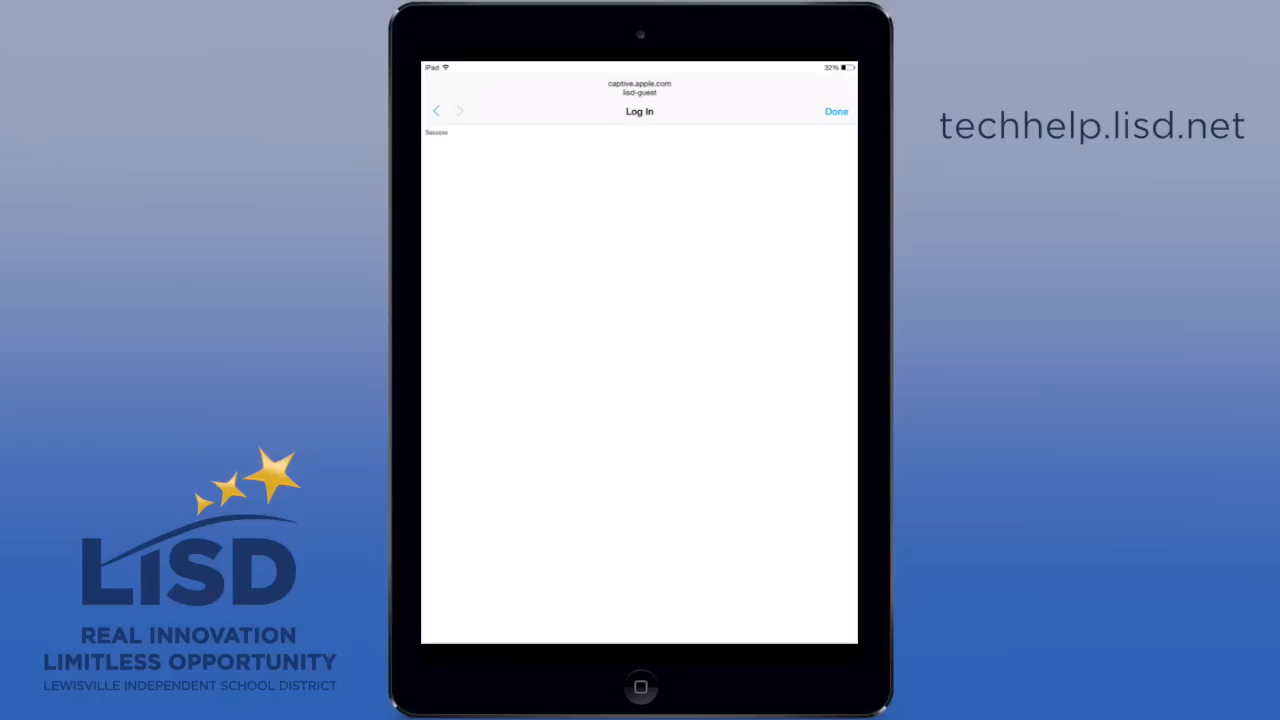 iPad
32%
captive.apple.com
lisd-guest
Log In
Done
Success
techhelp.lisd.net
LISD
REAL INNOVATION
LIMITLESS OPPORTUNITY
LEWISVILLE INDEPENDENT SCHOOL DISTRICT